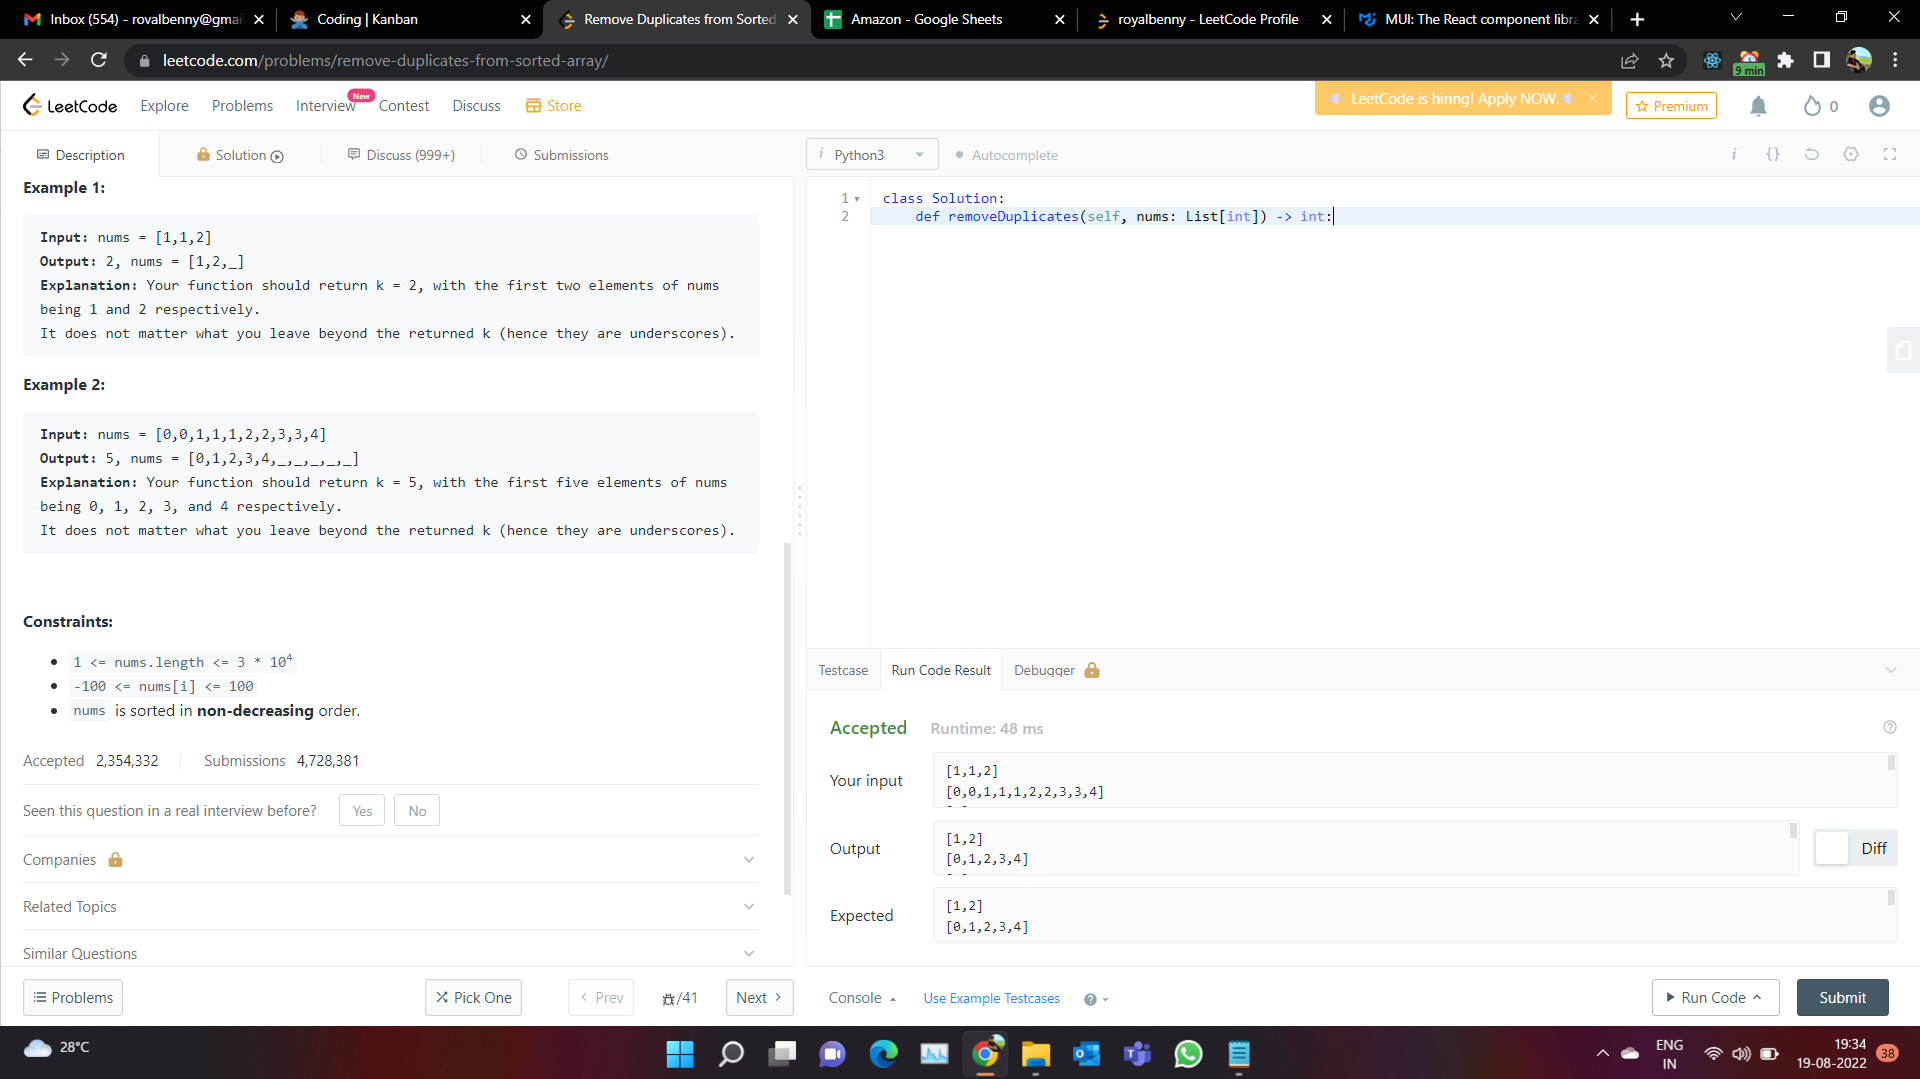 Inbox (554) - rovalbenny@gmai
Coding | Kanban
Remove Duplicates from Sorted
Amazon - Google Sheets
royalbenny - LeetCode Profile
MUI: The React component libra
leetcode.com/problems/remove-duplicates-from-sorted-array/
9 min
LeetCode
Explore
Problems
Interview
New
Contest
Discuss
Store
LeetCode is hiring! Apply NOW.
Premium
0
Description
Solution
Discuss (999+)
Submissions
Python3
Autocomplete
Example 1:
Input: nums = [1,1,2]
Output: 2, nums = [1,2,_]
Explanation: Your function should return k = 2, with the first two elements of nums
being 1 and 2 respectively.
It does not matter what you leave beyond the returned k (hence they are underscores).
Example 2:
Input: nums = [0,0,1,1,1,2,2,3,3,4]
Output: 5, nums = [0,1,2,3,4,_,_,_,_,_]
Explanation: Your function should return k = 5, with the first five elements of nums
being 0, 1, 2, 3, and 4 respectively.
It does not matter what you leave beyond the returned k (hence they are underscores).
Constraints:
1 <= nums.length <= 3 * 10⁴
-100 <= nums[i] <= 100
nums is sorted in non-decreasing order.
Accepted 2,354,332 Submissions 4,728,381
Seen this question in a real interview before? Yes No
Companies
Related Topics
Similar Questions
Problems
Pick One
Prev
/41
Next
1 class Solution:
2 def removeDuplicates(self, nums: List[int]) -> int:
Testcase
Run Code Result
Debugger
Accepted Runtime: 48 ms
Your input
[1,1,2]
[0,0,1,1,1,2,2,3,3,4]
Output
[1,2]
[0,1,2,3,4]
Diff
Expected
[1,2]
[0,1,2,3,4]
Console
Use Example Testcases
Run Code
Submit
28°C
ENG
IN
19:34
19-08-2022
38